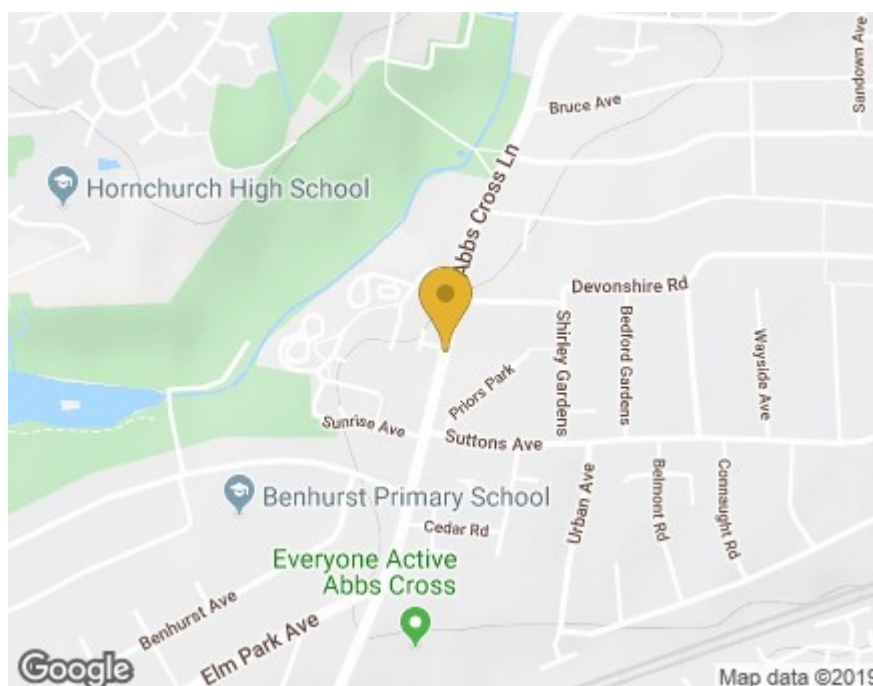 Sandown Ave
Bruce Ave
Hornchurch High School
Abbs Cross Ln
Devonshire Rd
Shirley Gardens
Bedford Gardens
Wayside Ave
Priors Park
Sunrise Ave
Suttons Ave
Benhurst Primary School
Urban Ave
Belmont Rd
Connaught Rd
Cedar Rd
Everyone Active
Abbs Cross
Benhurst Ave
Elm Park Ave
Google
Map data ©2019